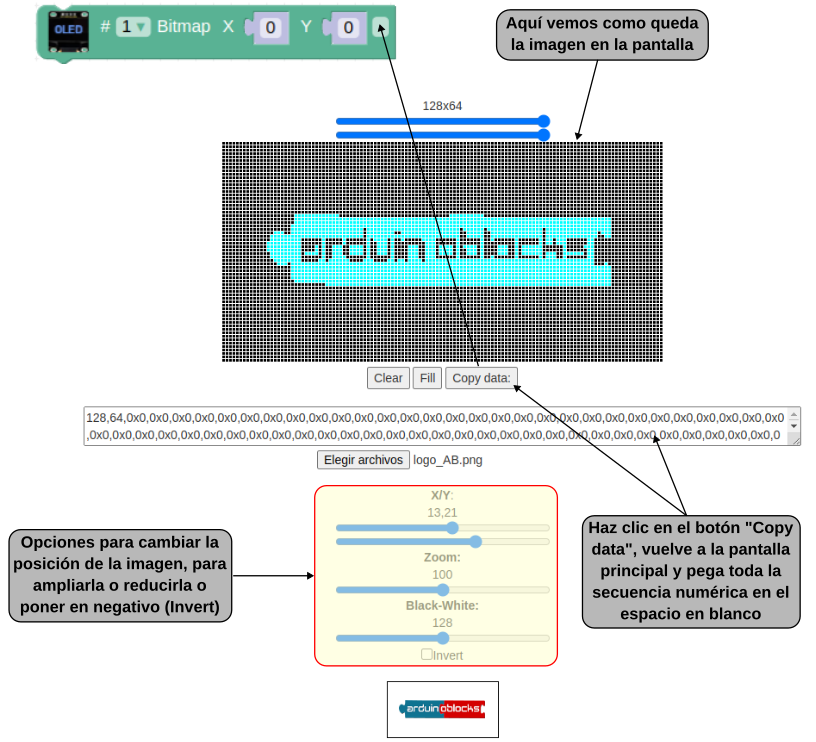 OLED # 1 Bitmap X 0 Y 0
Aquí vemos como queda
la imagen en la pantalla
128x64
arduinoblocks
Clear Fill Copy data:
128,64,0x0,0x0,0x0,0x0,0x0,0x0,0x0,0x0,0x0,0x0,0x0,0x0,0x0,0x0,0x0,0x0,0x0,0x0,0x0,0x0,0x0,0x0,0x0,0x0,0x0,0x0,0x0
,0x0,0x0,0x0,0x0,0x0,0x0,0x0,0x0,0x0,0x0,0x0,0x0,0x0,0x0,0x0,0x0,0x0,0x0,0x0,0x0,0x0,0x0,0x0,0x0,0x0,0x0,0x0,0x0,0
Elegir archivos logo_AB.png
X/Y:
13,21
Zoom:
100
Black-White:
128
Invert
Opciones para cambiar la
posición de la imagen, para
ampliarla o reducirla o
poner en negativo (Invert)
Haz clic en el botón "Copy
data", vuelve a la pantalla
principal y pega toda la
secuencia numérica en el
espacio en blanco
arduinoblocks